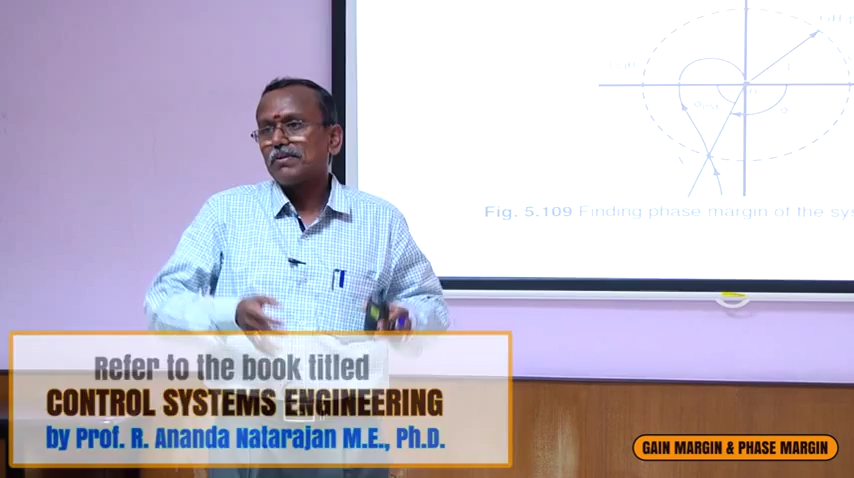 Fig. 5.109 Finding phase margin of the sys
Refer to the book titled
CONTROL SYSTEMS ENGINEERING
by Prof. R. Ananda Natarajan M.E., Ph.D.
GAIN MARGIN & PHASE MARGIN